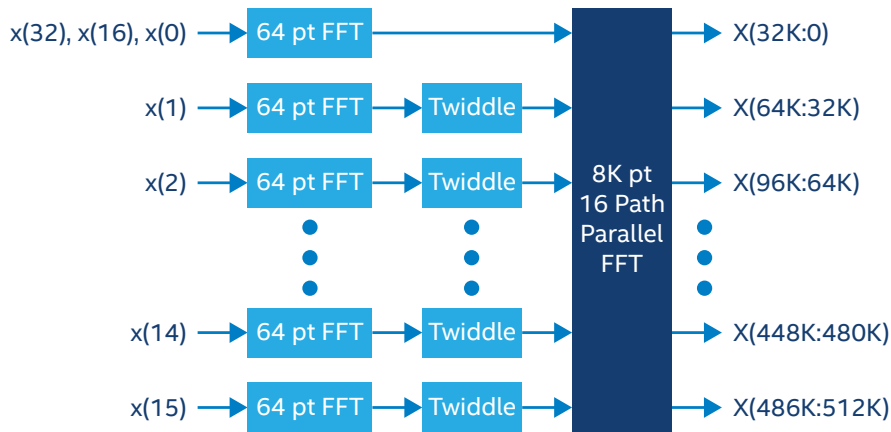 x(32), x(16), x(0) 64 pt FFT X(32K:0)
x(1) 64 pt FFT Twiddle X(64K:32K)
x(2) 64 pt FFT Twiddle X(96K:64K)
8K pt
16 Path
Parallel
FFT
x(14) 64 pt FFT Twiddle X(448K:480K)
x(15) 64 pt FFT Twiddle X(486K:512K)